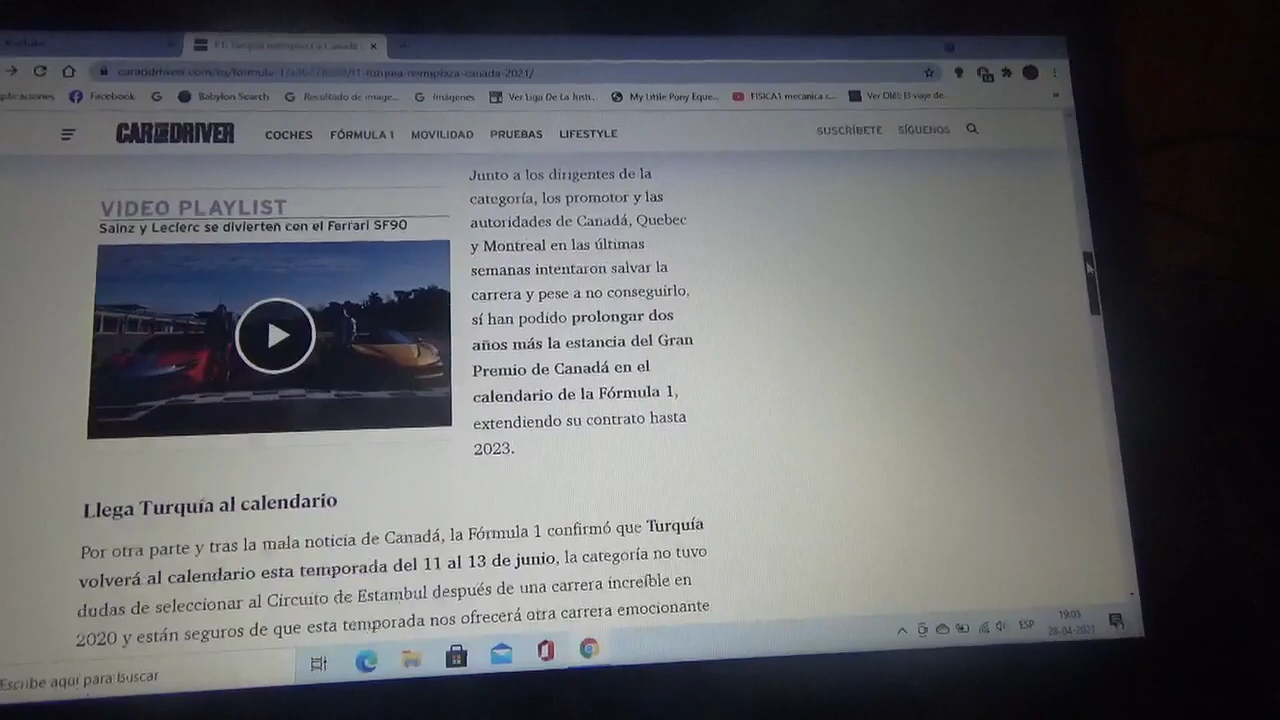 YouTube
F1: Turquía reemplaza a Canadá
caranddriver.com/es/formula-1/ /f1-turquia-reemplaza-canada-2021/
plicaciones Facebook Babylon Search Resultado de image... Imágenes Ver Liga De La Justi... My Little Pony Eque... FISICA1 mecanica c... Ver Olé! El viaje de...
CAR AND DRIVER COCHES FÓRMULA 1 MOVILIDAD PRUEBAS LIFESTYLE SUSCRÍBETE SÍGUENOS
VIDEO PLAYLIST
Sainz y Leclerc se divierten con el Ferrari SF90
Junto a los dirigentes de la
categoría, los promotor y las
autoridades de Canadá, Quebec
y Montreal en las últimas
semanas intentaron salvar la
carrera y pese a no conseguirlo,
sí han podido prolongar dos
años más la estancia del Gran
Premio de Canadá en el
calendario de la Fórmula 1,
extendiendo su contrato hasta
2023.
Llega Turquía al calendario
Por otra parte y tras la mala noticia de Canadá, la Fórmula 1 confirmó que Turquía
volverá al calendario esta temporada del 11 al 13 de junio, la categoría no tuvo
dudas de seleccionar al Circuito de Estambul después de una carrera increíble en
2020 y están seguros de que esta temporada nos ofrecerá otra carrera emocionante
Escribe aquí para buscar
ESP
19:05
28-04-2021